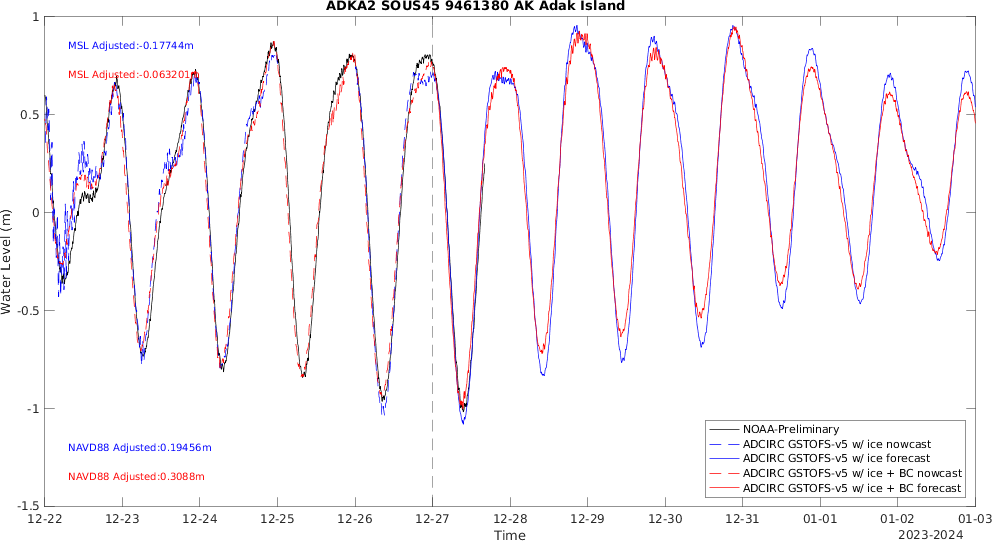 ADKA2 SOUS45 9461380 AK Adak Island
1
0.5
0
-0.5
-1
-1.5
Water Level (m)
MSL Adjusted:-0.17744m
MSL Adjusted:-0.063201m
NAVD88 Adjusted:0.19456m
NAVD88 Adjusted:0.3088m
NOAA-Preliminary
ADCIRC GSTOFS-v5 w/ ice nowcast
ADCIRC GSTOFS-v5 w/ ice forecast
ADCIRC GSTOFS-v5 w/ ice + BC nowcast
ADCIRC GSTOFS-v5 w/ ice + BC forecast
12-22 12-23 12-24 12-25 12-26 12-27 12-28 12-29 12-30 12-31 01-01 01-02 01-03
Time
2023-2024